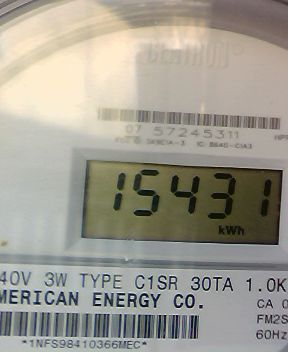 CENTRON®
07 57245311
15431
kWh
40V 3W TYPE C1SR 30TA 1.0K
MERICAN ENERGY CO. CA 0
FM2S
60Hz
*1NFS98410366MEC*